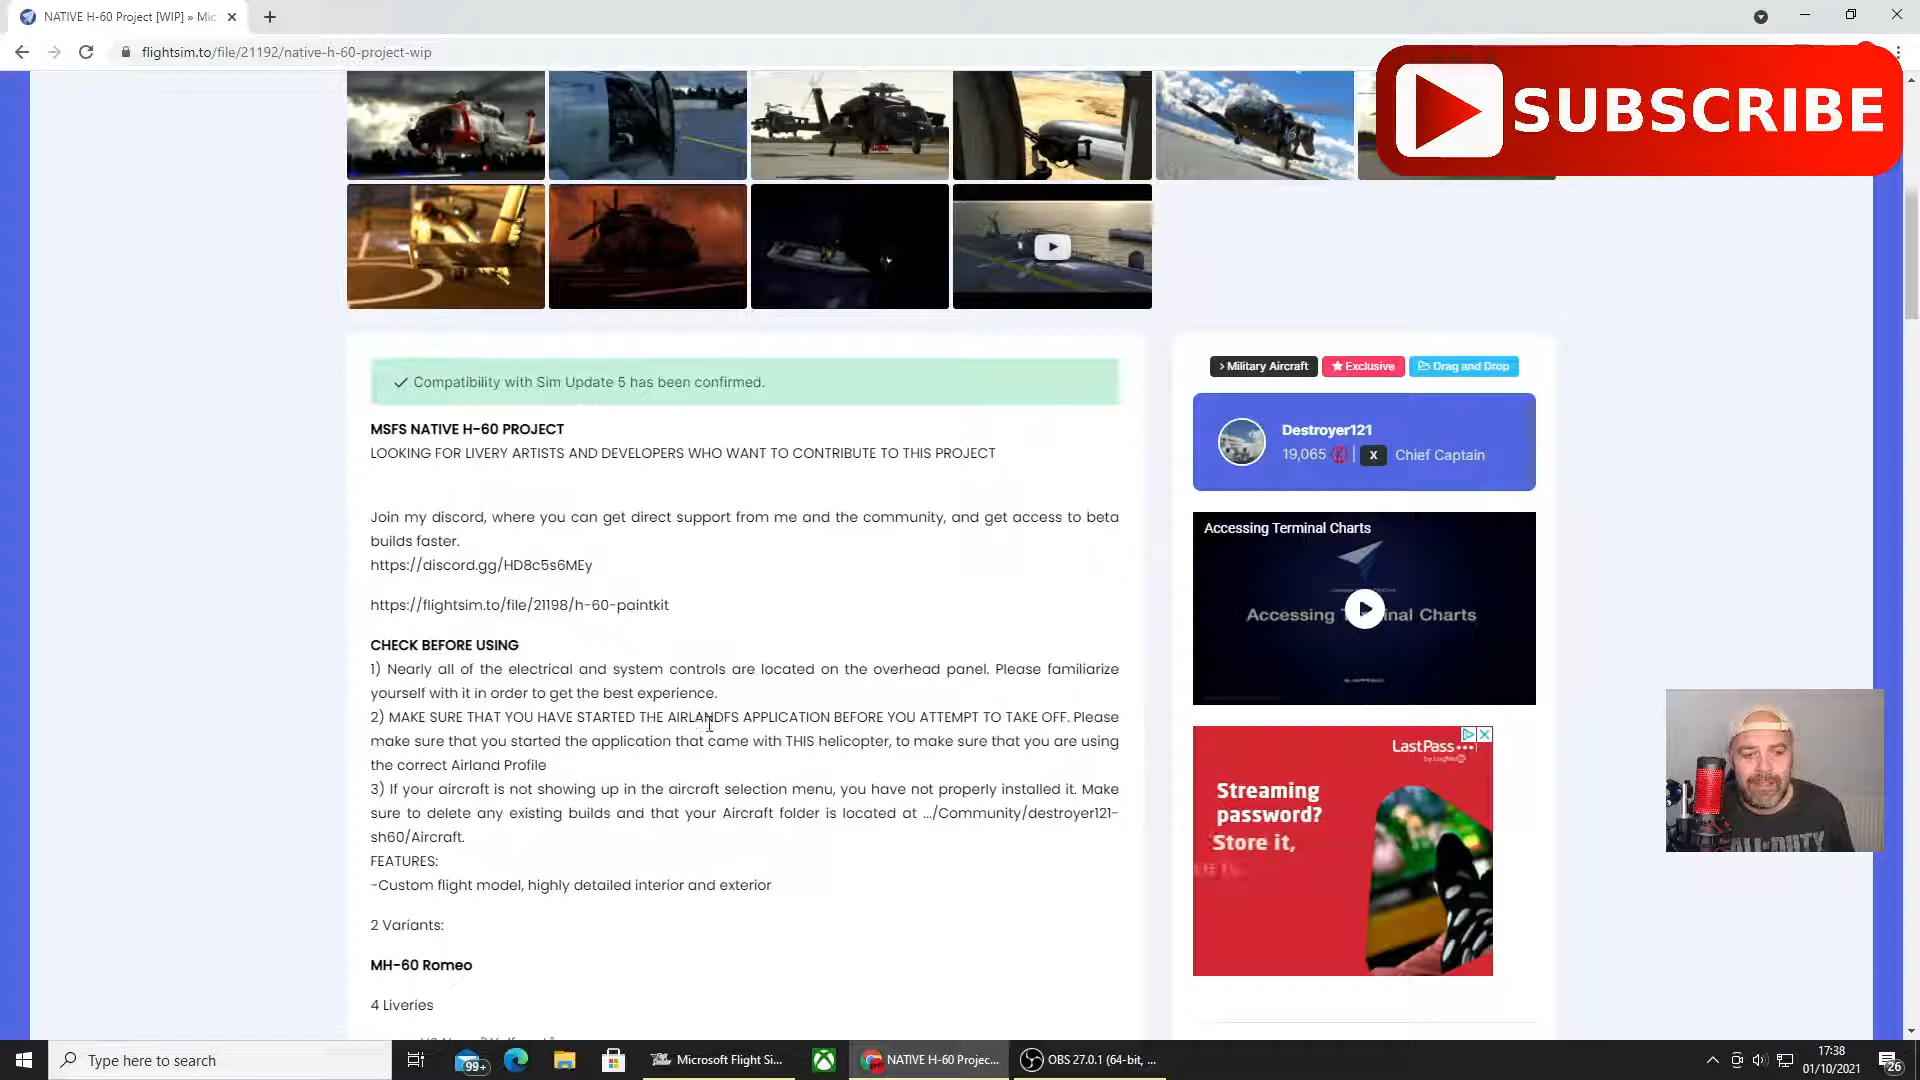 NATIVE H-60 Project [WIP] » Mic
flightsim.to/file/21192/native-h-60-project-wip
SUBSCRIBE
Compatibility with Sim Update 5 has been confirmed.
MSFS NATIVE H-60 PROJECT
LOOKING FOR LIVERY ARTISTS AND DEVELOPERS WHO WANT TO CONTRIBUTE TO THIS PROJECT
Join my discord, where you can get direct support from me and the community, and get access to beta
builds faster.
https://discord.gg/HD8c5s6MEy
https://flightsim.to/file/21198/h-60-paintkit
CHECK BEFORE USING
1) Nearly all of the electrical and system controls are located on the overhead panel. Please familiarize
yourself with it in order to get the best experience.
2) MAKE SURE THAT YOU HAVE STARTED THE AIRLANDFS APPLICATION BEFORE YOU ATTEMPT TO TAKE OFF. Please
make sure that you started the application that came with THIS helicopter, to make sure that you are using
the correct Airland Profile
3) If your aircraft is not showing up in the aircraft selection menu, you have not properly installed it. Make
sure to delete any existing builds and that your Aircraft folder is located at .../Community/destroyer121-
sh60/Aircraft.
FEATURES:
-Custom flight model, highly detailed interior and exterior
2 Variants:
MH-60 Romeo
4 Liveries
Military Aircraft
Exclusive
Drag and Drop
Destroyer121
19,065 | X Chief Captain
Accessing Terminal Charts
Accessing Terminal Charts
LastPass
by LogMeIn
Streaming
password?
Store it,
CALL OF DUTY
Type here to search
99+
Microsoft Flight Si...
NATIVE H-60 Projec...
OBS 27.0.1 (64-bit, ...
17:38
01/10/2021
26